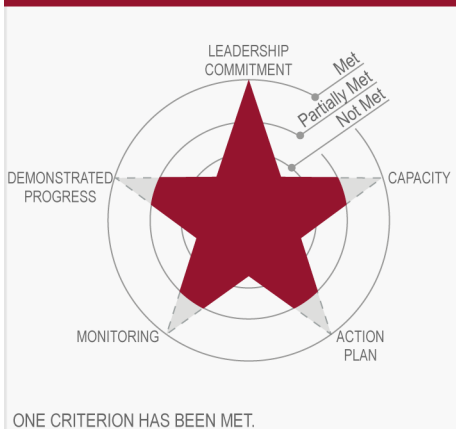 LEADERSHIP
COMMITMENT
Met
Partially Met
Not Met
DEMONSTRATED
PROGRESS
CAPACITY
MONITORING
ACTION
PLAN
ONE CRITERION HAS BEEN MET.